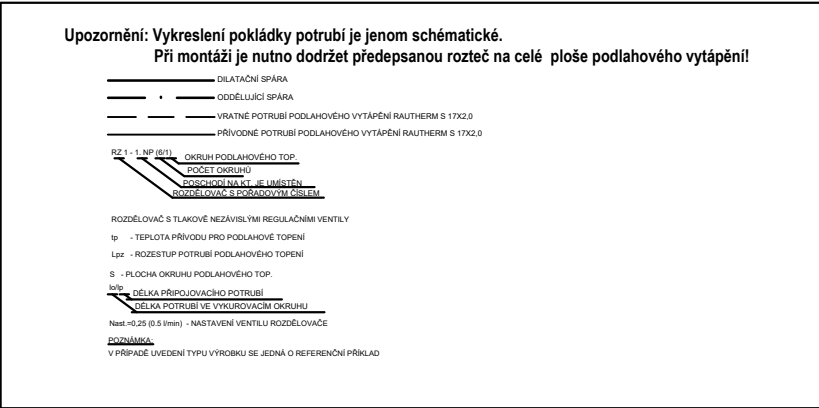 Upozornění: Vykreslení pokládky potrubí je jenom schématické.
Při montáži je nutno dodržet předepsanou rozteč na celé ploše podlahového vytápění!
DILATAČNÍ SPÁRA
ODDĚLUJÍCÍ SPÁRA
VRATNÉ POTRUBÍ PODLAHOVÉHO VYTÁPĚNÍ RAUTHERM S 17X2,0
PŘÍVODNÉ POTRUBÍ PODLAHOVÉHO VYTÁPĚNÍ RAUTHERM S 17X2,0
RZ 1 - 1. NP (6/1)
OKRUH PODLAHOVÉHO TOP.
POČET OKRUHŮ
POSCHODÍ NA KT. JE UMÍSTĚN
ROZDĚLOVAČ S POŘADOVÝM ČÍSLEM
ROZDĚLOVAČ S TLAKOVĚ NEZÁVISLÝMI REGULAČNÍMI VENTILY
tp - TEPLOTA PŘÍVODU PRO PODLAHOVÉ TOPENÍ
Lpz - ROZESTUP POTRUBÍ PODLAHOVÉHO TOPENÍ
S - PLOCHA OKRUHU PODLAHOVÉHO TOP.
lo/lp
DÉLKA PŘIPOJOVACÍHO POTRUBÍ
DÉLKA POTRUBÍ VE VYKUROVACÍM OKRUHU
Nast.=0,25 (0.5 l/min) - NASTAVENÍ VENTILU ROZDĚLOVAČE
POZNÁMKA:
V PŘÍPADĚ UVEDENÍ TYPU VÝROBKU SE JEDNÁ O REFERENČNÍ PŘÍKLAD